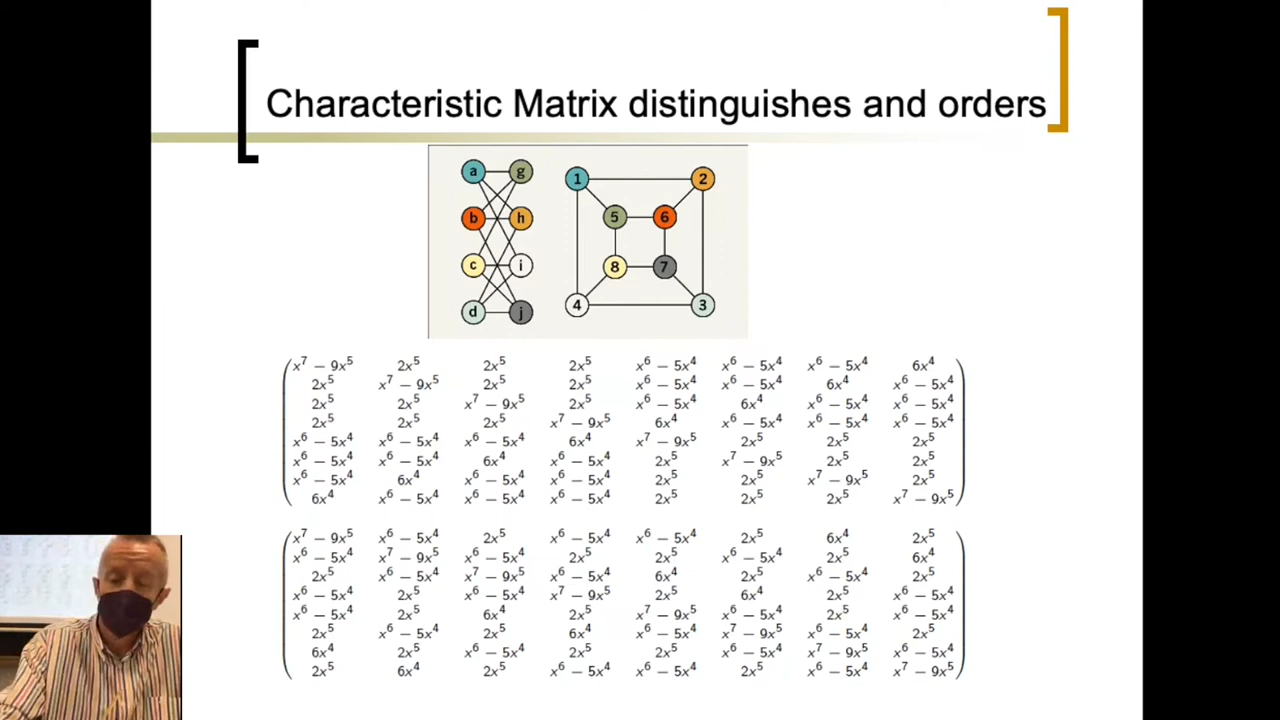 Characteristic Matrix distinguishes and orders
a g
b h
c i
d j
1 2
5 6
8 7
4 3
x⁷ − 9x⁵ 2x⁵ 2x⁵ 2x⁵ x⁶ − 5x⁴ x⁶ − 5x⁴ x⁶ − 5x⁴ 6x⁴
2x⁵ x⁷ − 9x⁵ 2x⁵ 2x⁵ x⁶ − 5x⁴ x⁶ − 5x⁴ 6x⁴ x⁶ − 5x⁴
2x⁵ 2x⁵ x⁷ − 9x⁵ 2x⁵ x⁶ − 5x⁴ 6x⁴ x⁶ − 5x⁴ x⁶ − 5x⁴
2x⁵ 2x⁵ 2x⁵ x⁷ − 9x⁵ 6x⁴ x⁶ − 5x⁴ x⁶ − 5x⁴ x⁶ − 5x⁴
x⁶ − 5x⁴ x⁶ − 5x⁴ x⁶ − 5x⁴ 6x⁴ x⁷ − 9x⁵ 2x⁵ 2x⁵ 2x⁵
x⁶ − 5x⁴ x⁶ − 5x⁴ 6x⁴ x⁶ − 5x⁴ 2x⁵ x⁷ − 9x⁵ 2x⁵ 2x⁵
x⁶ − 5x⁴ 6x⁴ x⁶ − 5x⁴ x⁶ − 5x⁴ 2x⁵ 2x⁵ x⁷ − 9x⁵ 2x⁵
6x⁴ x⁶ − 5x⁴ x⁶ − 5x⁴ x⁶ − 5x⁴ 2x⁵ 2x⁵ 2x⁵ x⁷ − 9x⁵
x⁷ − 9x⁵ x⁶ − 5x⁴ 2x⁵ x⁶ − 5x⁴ x⁶ − 5x⁴ 2x⁵ 6x⁴ 2x⁵
x⁶ − 5x⁴ x⁷ − 9x⁵ x⁶ − 5x⁴ 2x⁵ 2x⁵ x⁶ − 5x⁴ 2x⁵ 6x⁴
2x⁵ x⁶ − 5x⁴ x⁷ − 9x⁵ x⁶ − 5x⁴ 6x⁴ 2x⁵ x⁶ − 5x⁴ 2x⁵
x⁶ − 5x⁴ 2x⁵ x⁶ − 5x⁴ x⁷ − 9x⁵ 2x⁵ 6x⁴ 2x⁵ x⁶ − 5x⁴
x⁶ − 5x⁴ 2x⁵ 6x⁴ 2x⁵ x⁷ − 9x⁵ x⁶ − 5x⁴ 2x⁵ x⁶ − 5x⁴
2x⁵ x⁶ − 5x⁴ 2x⁵ 6x⁴ x⁶ − 5x⁴ x⁷ − 9x⁵ x⁶ − 5x⁴ 2x⁵
6x⁴ 2x⁵ x⁶ − 5x⁴ 2x⁵ 2x⁵ x⁶ − 5x⁴ x⁷ − 9x⁵ x⁶ − 5x⁴
2x⁵ 6x⁴ 2x⁵ x⁶ − 5x⁴ x⁶ − 5x⁴ 2x⁵ x⁶ − 5x⁴ x⁷ − 9x⁵